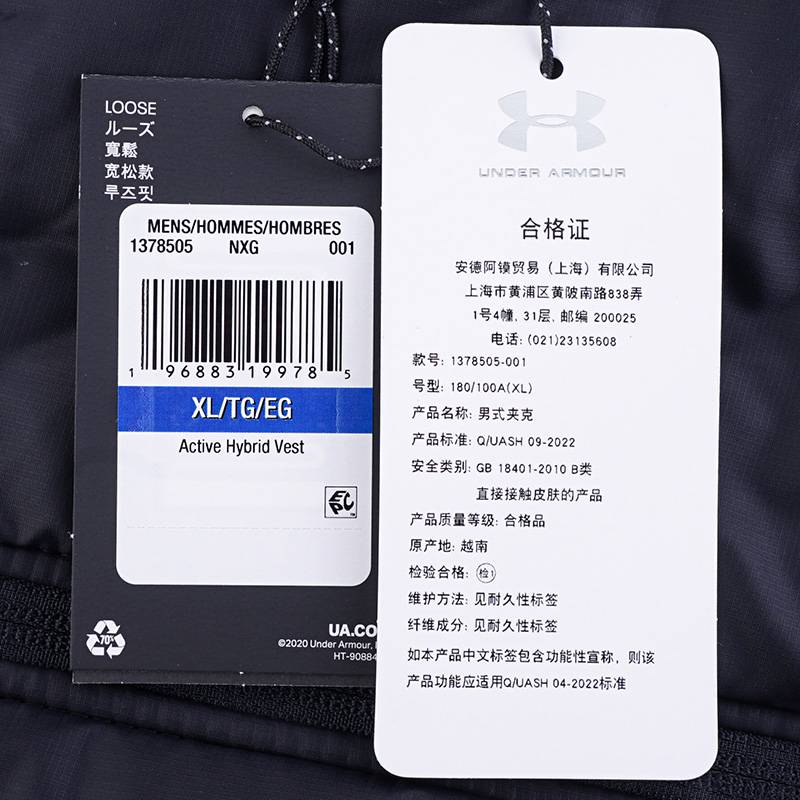 LOOSE
ルーズ
寬鬆
宽松款
루즈핏
MENS/HOMMES/HOMBRES
1378505 NXG 001
1 96883 19978 5
XL/TG/EG
Active Hybrid Vest
EPC
70%
UA.CO
©2020 Under Armour,
HT-9088
UNDER ARMOUR
合格证
安德阿镆贸易（上海）有限公司
上海市黄浦区黄陂南路838弄
1号4幢, 31层, 邮编 200025
电话: (021)23135608
款号: 1378505-001
号型: 180/100A(XL)
产品名称: 男式夹克
产品标准: Q/UASH 09-2022
安全类别: GB 18401-2010 B类
直接接触皮肤的产品
产品质量等级: 合格品
原产地: 越南
检验合格: 检1
维护方法: 见耐久性标签
纤维成分: 见耐久性标签
如本产品中文标签包含功能性宣称，则该
产品功能应适用Q/UASH 04-2022标准